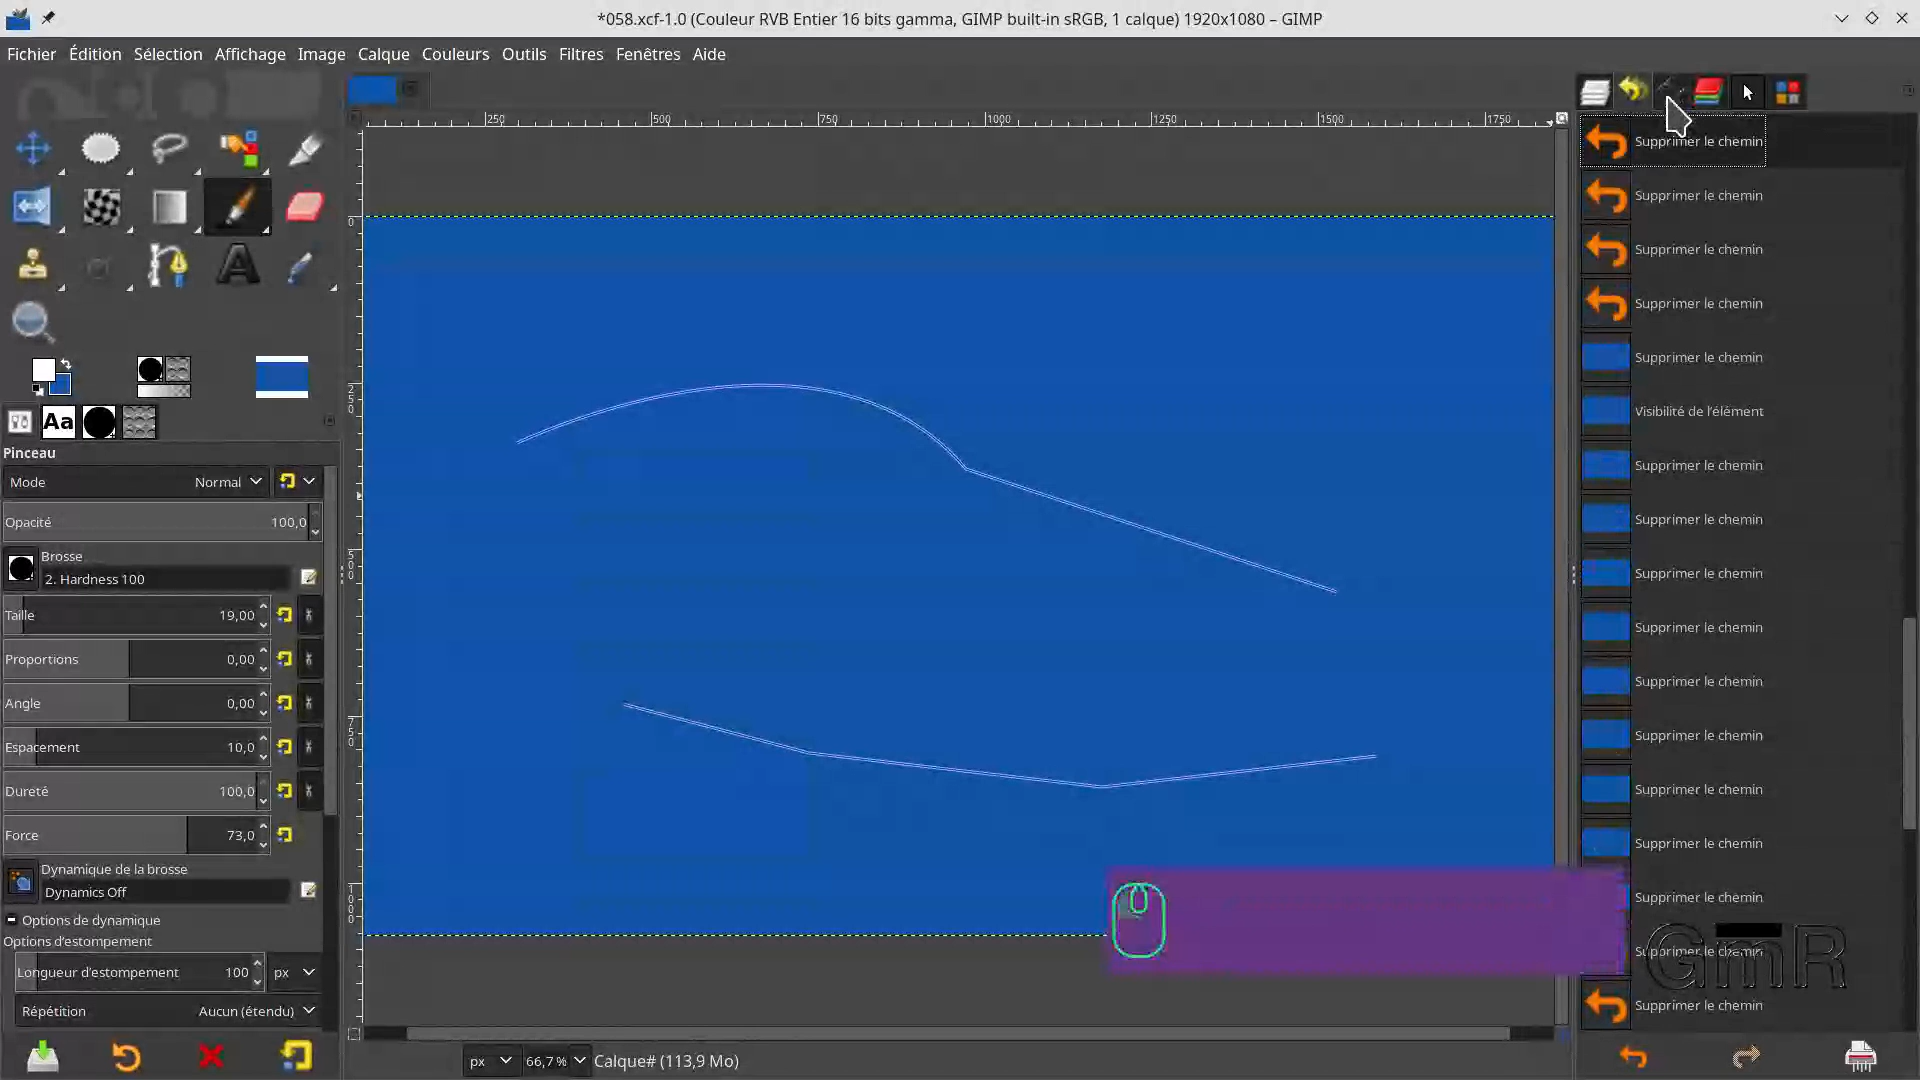 *058.xcf-1.0 (Couleur RVB Entier 16 bits gamma, GIMP built-in sRGB, 1 calque) 1920x1080 – GIMP
Fichier Édition Sélection Affichage Image Calque Couleurs Outils Filtres Fenêtres Aide
250 500 750 1000 1250 1500 1750
0
250
500
750
1000
Aa
Pinceau
Mode Normal
Opacité 100,0
Brosse
2. Hardness 100
Taille 19,00
Proportions 0,00
Angle 0,00
Espacement 10,0
Dureté 100,0
Force 73,0
Dynamique de la brosse
Dynamics Off
Options de dynamique
Options d'estompement
Longueur d'estompement 100 px
Répétition Aucun (étendu)
px 66,7 % Calque# (113,9 Mo)
Supprimer le chemin
Supprimer le chemin
Supprimer le chemin
Supprimer le chemin
Supprimer le chemin
Visibilité de l'élément
Supprimer le chemin
Supprimer le chemin
Supprimer le chemin
Supprimer le chemin
Supprimer le chemin
Supprimer le chemin
Supprimer le chemin
Supprimer le chemin
Supprimer le chemin
Supprimer le chemin
Supprimer le chemin
GmR